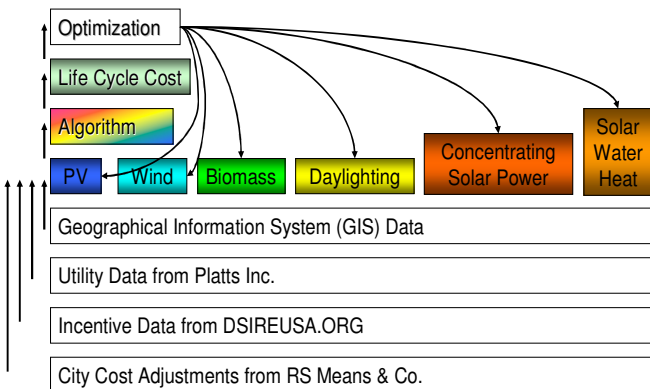 Optimization
Life Cycle Cost
Algorithm
PV
Wind
Biomass
Daylighting
Concentrating
Solar Power
Solar
Water
Heat
Geographical Information System (GIS) Data
Utility Data from Platts Inc.
Incentive Data from DSIREUSA.ORG
City Cost Adjustments from RS Means & Co.